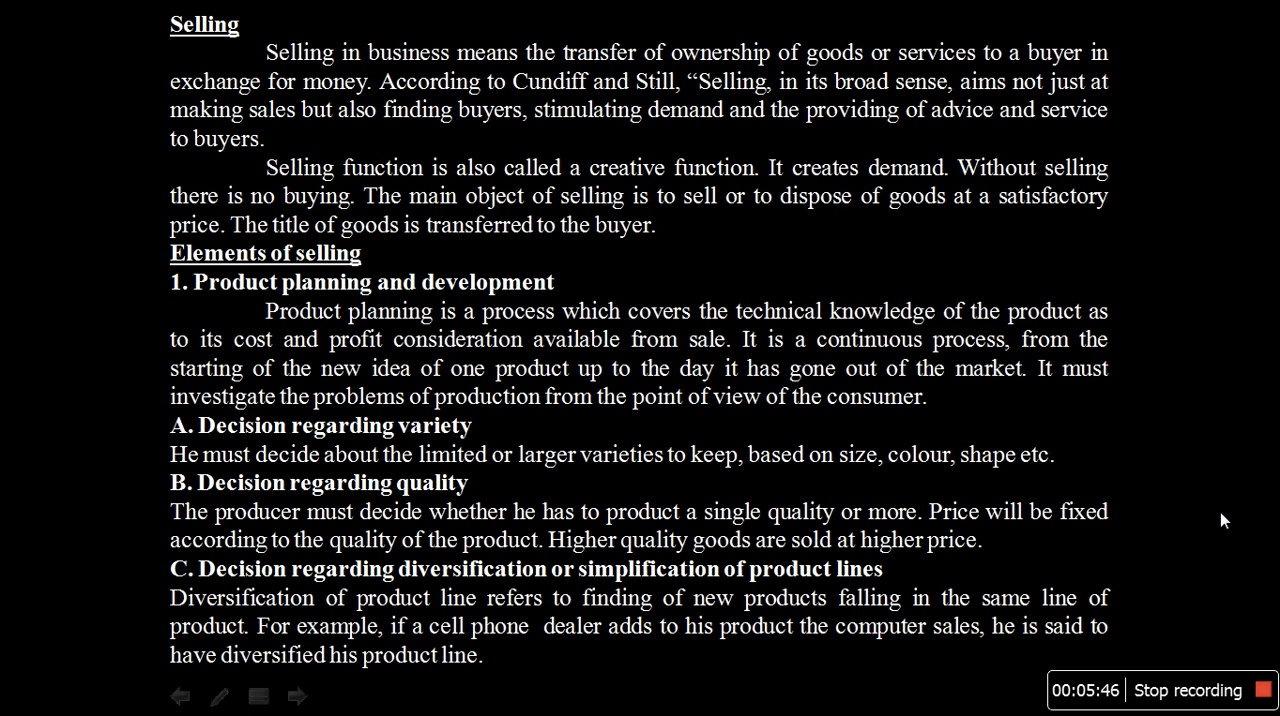 Selling
Selling in business means the transfer of ownership of goods or services to a buyer in
exchange for money. According to Cundiff and Still, “Selling, in its broad sense, aims not just at
making sales but also finding buyers, stimulating demand and the providing of advice and service
to buyers.
Selling function is also called a creative function. It creates demand. Without selling
there is no buying. The main object of selling is to sell or to dispose of goods at a satisfactory
price. The title of goods is transferred to the buyer.
Elements of selling
1. Product planning and development
Product planning is a process which covers the technical knowledge of the product as
to its cost and profit consideration available from sale. It is a continuous process, from the
starting of the new idea of one product up to the day it has gone out of the market. It must
investigate the problems of production from the point of view of the consumer.
A. Decision regarding variety
He must decide about the limited or larger varieties to keep, based on size, colour, shape etc.
B. Decision regarding quality
The producer must decide whether he has to product a single quality or more. Price will be fixed
according to the quality of the product. Higher quality goods are sold at higher price.
C. Decision regarding diversification or simplification of product lines
Diversification of product line refers to finding of new products falling in the same line of
product. For example, if a cell phone dealer adds to his product the computer sales, he is said to
have diversified his product line.
00:05:46 Stop recording